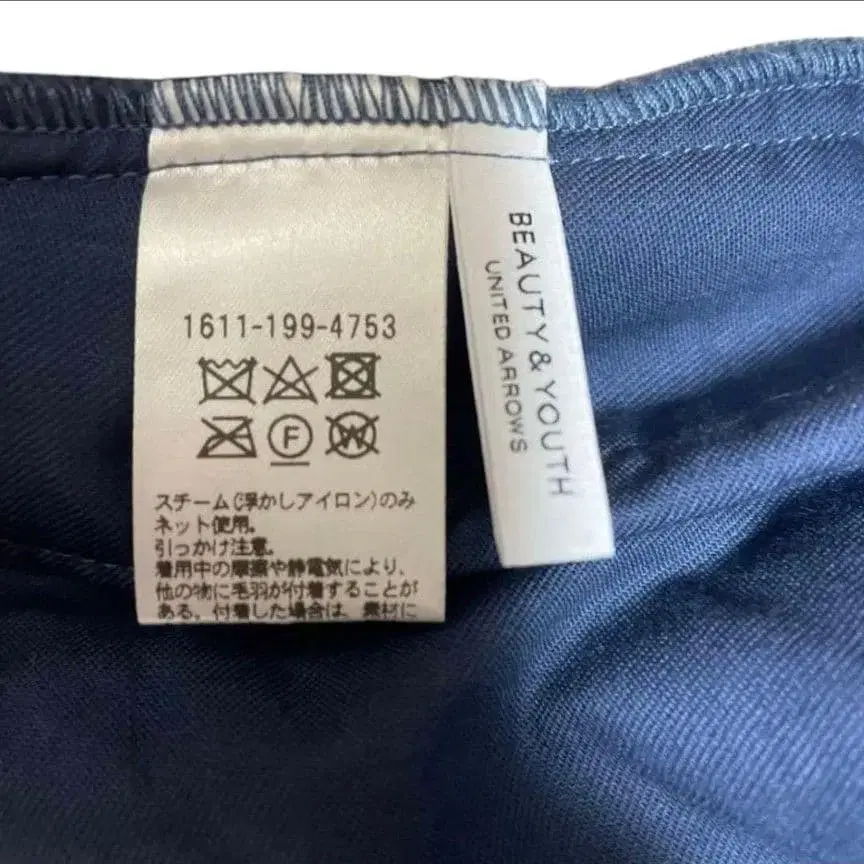 1611-199-4753
F
W
スチーム(浮かしアイロン)のみ
ネット使用。
引っかけ注意。
着用中の摩擦や静電気により、
他の物に毛羽が付着することが
ある。付着した場合は、素材に
BEAUTY & YOUTH
UNITED ARROWS